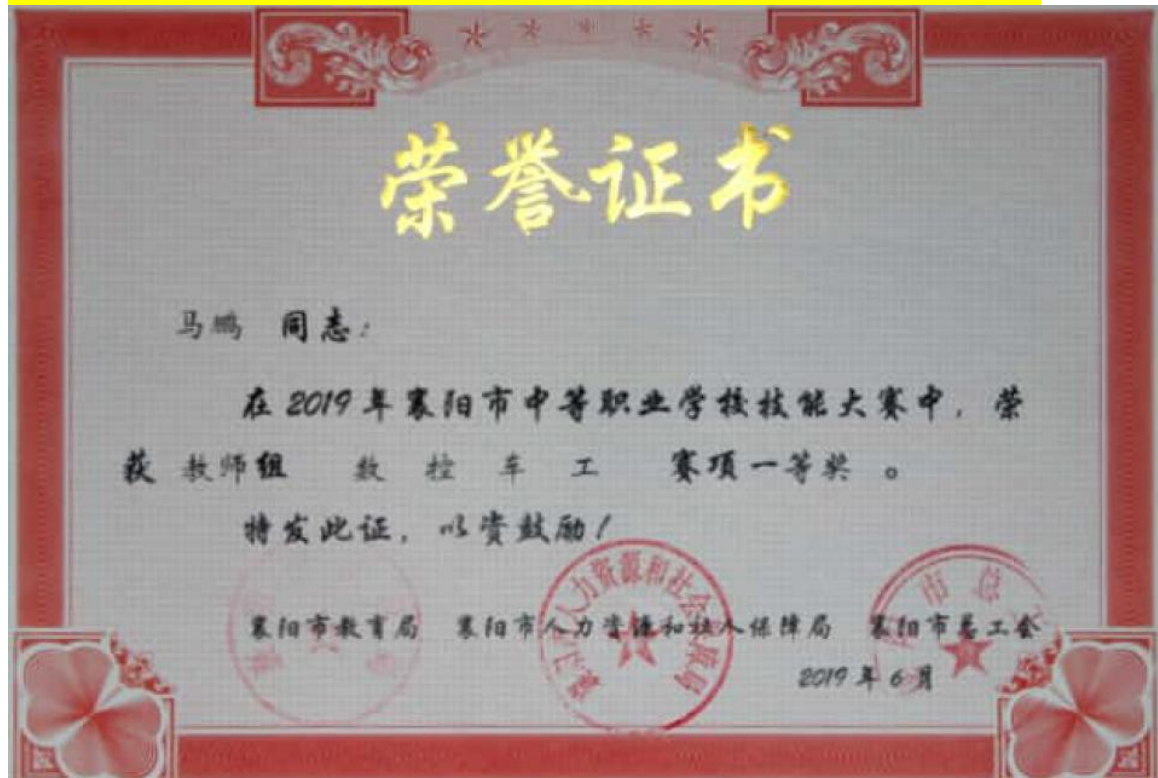 荣誉证书
马鹏 同志：
在2019年襄阳市中等职业学校技能大赛中，荣
获 教师组 数控车工 赛项一等奖。
特发此证，以资鼓励！
襄阳市教育局 襄阳市人力资源和社会保障局 襄阳市总工会
2019年6月